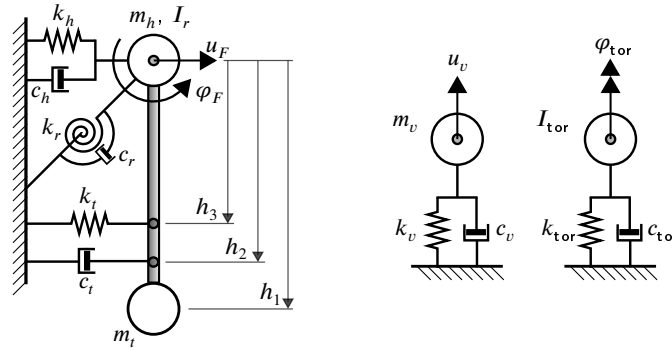 k_h
m_h, I_r
u_F
c_h
φ_F
k_r
c_r
k_t
h_3
c_t
h_2
h_1
m_t
u_v
m_v
k_v
c_v
φ_tor
I_tor
k_tor
c_to